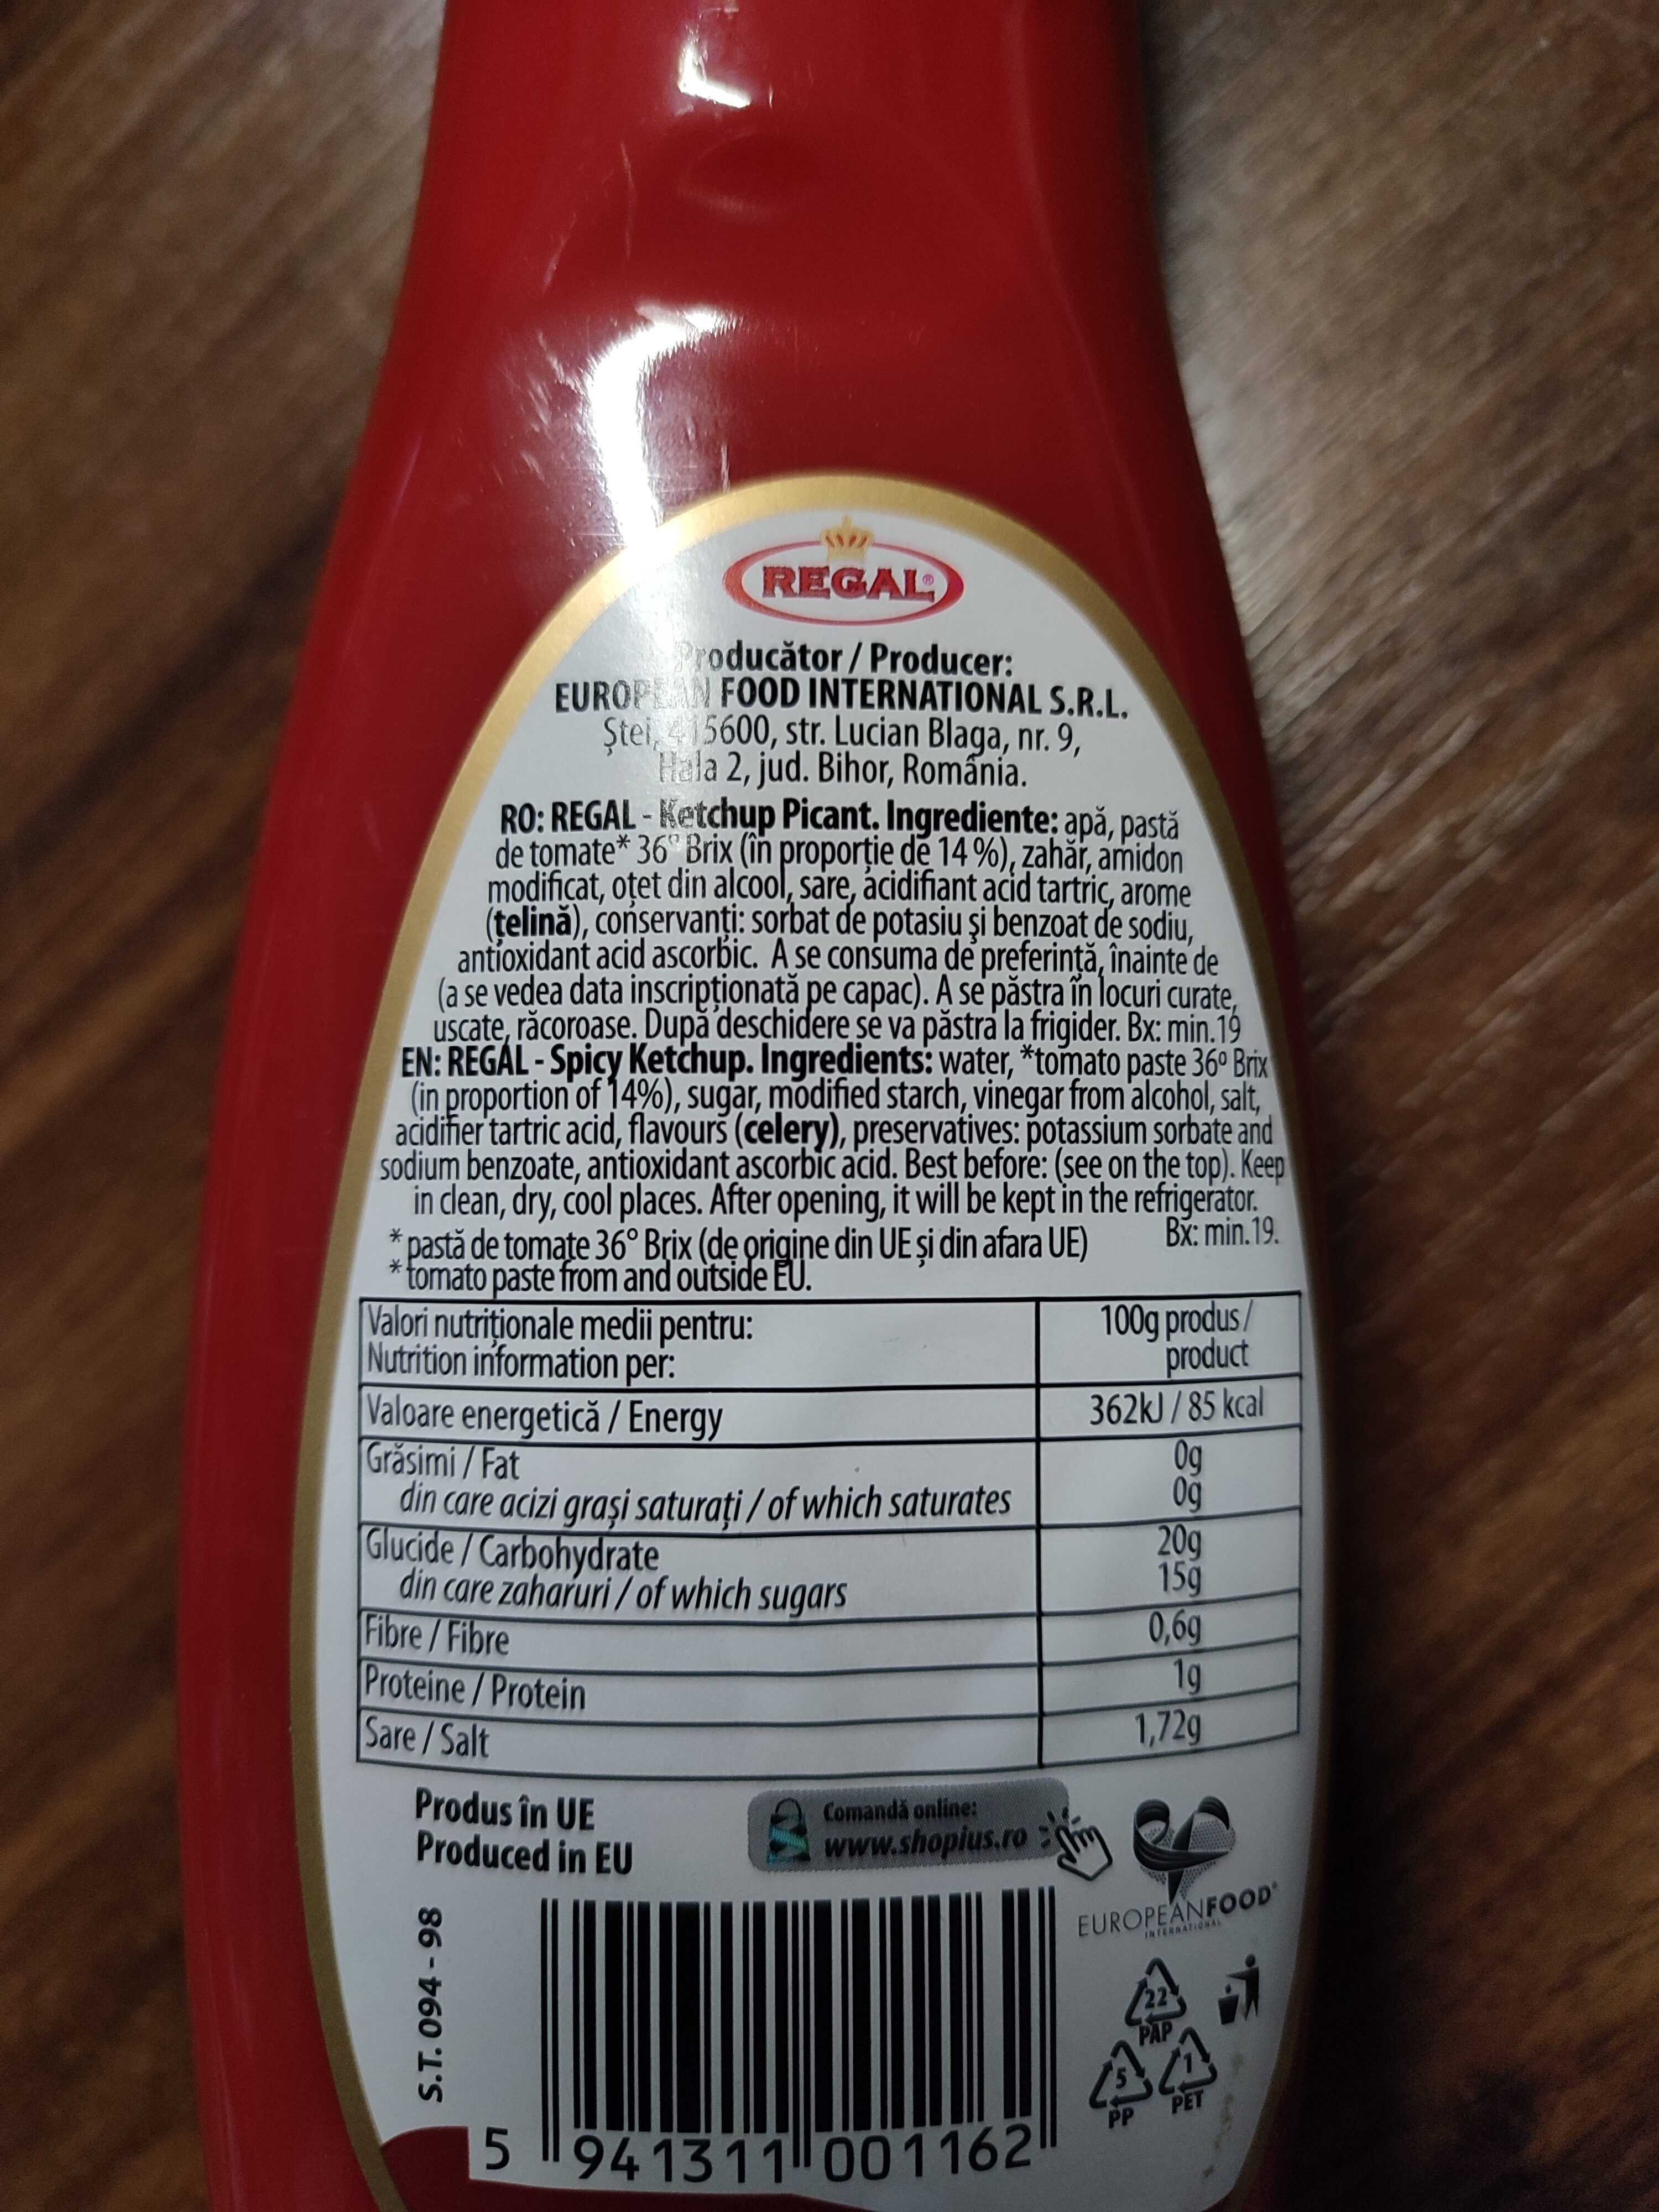 REGAL®
Producător / Producer:
EUROPEAN FOOD INTERNATIONAL S.R.L.
Ștei, 415600, str. Lucian Blaga, nr. 9,
Hala 2, jud. Bihor, România.
RO: REGAL - Ketchup Picant. Ingrediente: apă, pastă
de tomate* 36° Brix (în proporție de 14 %), zahăr, amidon
modificat, oțet din alcool, sare, acidifiant acid tartric, arome
(țelină), conservanți: sorbat de potasiu și benzoat de sodiu,
antioxidant acid ascorbic. A se consuma de preferință, înainte de
(a se vedea data inscripționată pe capac). A se păstra în locuri curate,
uscate, răcoroase. După deschidere se va păstra la frigider. Bx: min.19
EN: REGAL - Spicy Ketchup. Ingredients: water, *tomato paste 36º Brix
(in proportion of 14%), sugar, modified starch, vinegar from alcohol, salt,
acidifier tartric acid, flavours (celery), preservatives: potassium sorbate and
sodium benzoate, antioxidant ascorbic acid. Best before: (see on the top). Keep
in clean, dry, cool places. After opening, it will be kept in the refrigerator.
Bx: min.19.
* pastă de tomate 36° Brix (de origine din UE și din afara UE)
* tomato paste from and outside EU.
Valori nutriționale medii pentru: 100g produs /
Nutrition information per: product
Valoare energetică / Energy 362kJ / 85 kcal
Grăsimi / Fat 0g
din care acizi grași saturați / of which saturates 0g
Glucide / Carbohydrate 20g
din care zaharuri / of which sugars 15g
Fibre / Fibre 0,6g
Proteine / Protein 1g
Sare / Salt 1,72g
Produs în UE
Produced in EU
Comandă online:
www.shopius.ro
EUROPEANFOOD®
INTERNATIONAL
S.T. 094 - 98
22
PAP
5
PP
1
PET
5 941311 001162